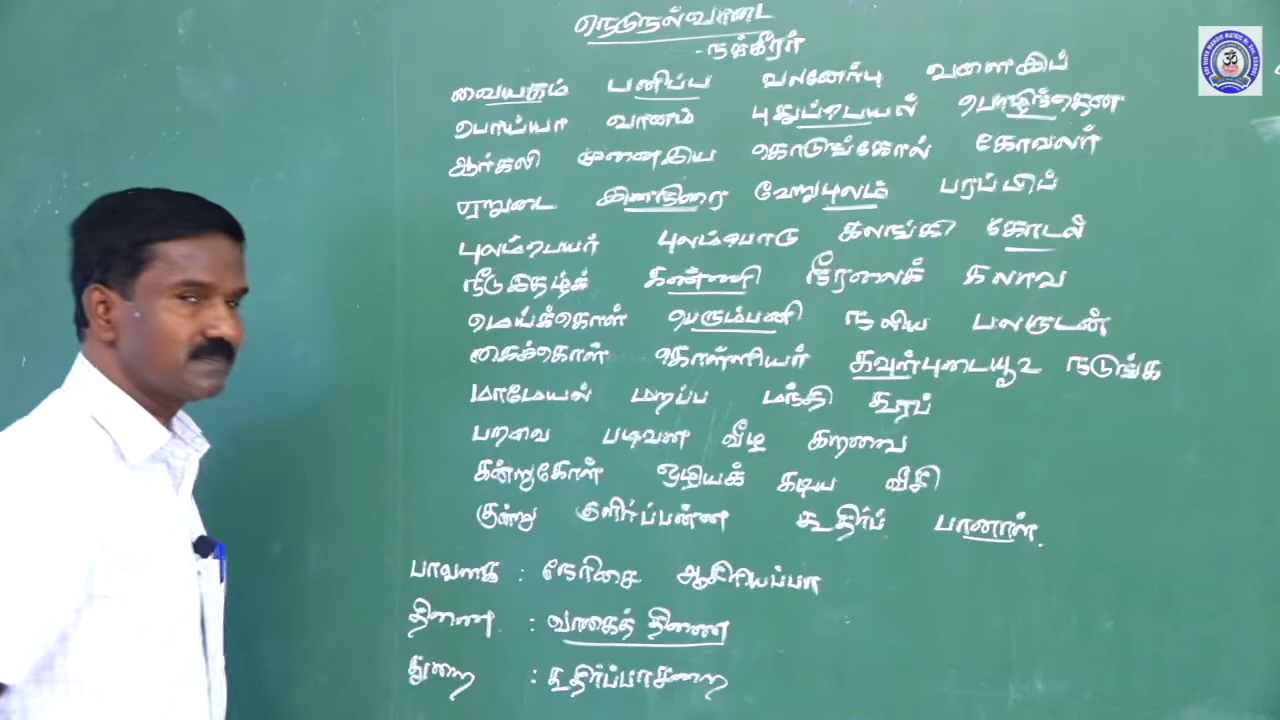 நெடுநல்வாடை
- நக்கீரர்
வையகம் பனிப்ப வலனேர்பு வளைஇப்
பொய்யா வானம் புதுப்பெயல் பொழிந்தென
ஆர்கலி முனைஇய கொடுங்கோல் கோவலர்
ஏறுடை இனநிரை வேறுபுலம் பரப்பிப்
புலம்பெயர் புலம்பொடு கலங்கி கோடல்
நீடுஇதழ்க் கண்ணி நீரலைக் கலாவ
மெய்க்கொள் பெரும்பனி நலிய பலருடன்
கைக்கொள் கொள்ளியர் கவுள்புடையூஉ நடுங்க
மாமேயல் மறப்ப மந்தி கூரப்
பறவை படிவன வீழ கறவை
கன்றுகோள் ஒழியக் கடிய வீசி
குன்று குளிர்ப்பன்ன கூதிர்ப் பானாள்.
பாவகை : நேரிசை ஆசிரியப்பா
திணை : வாகைத் திணை
துறை : கூதிர்ப்பாசறை